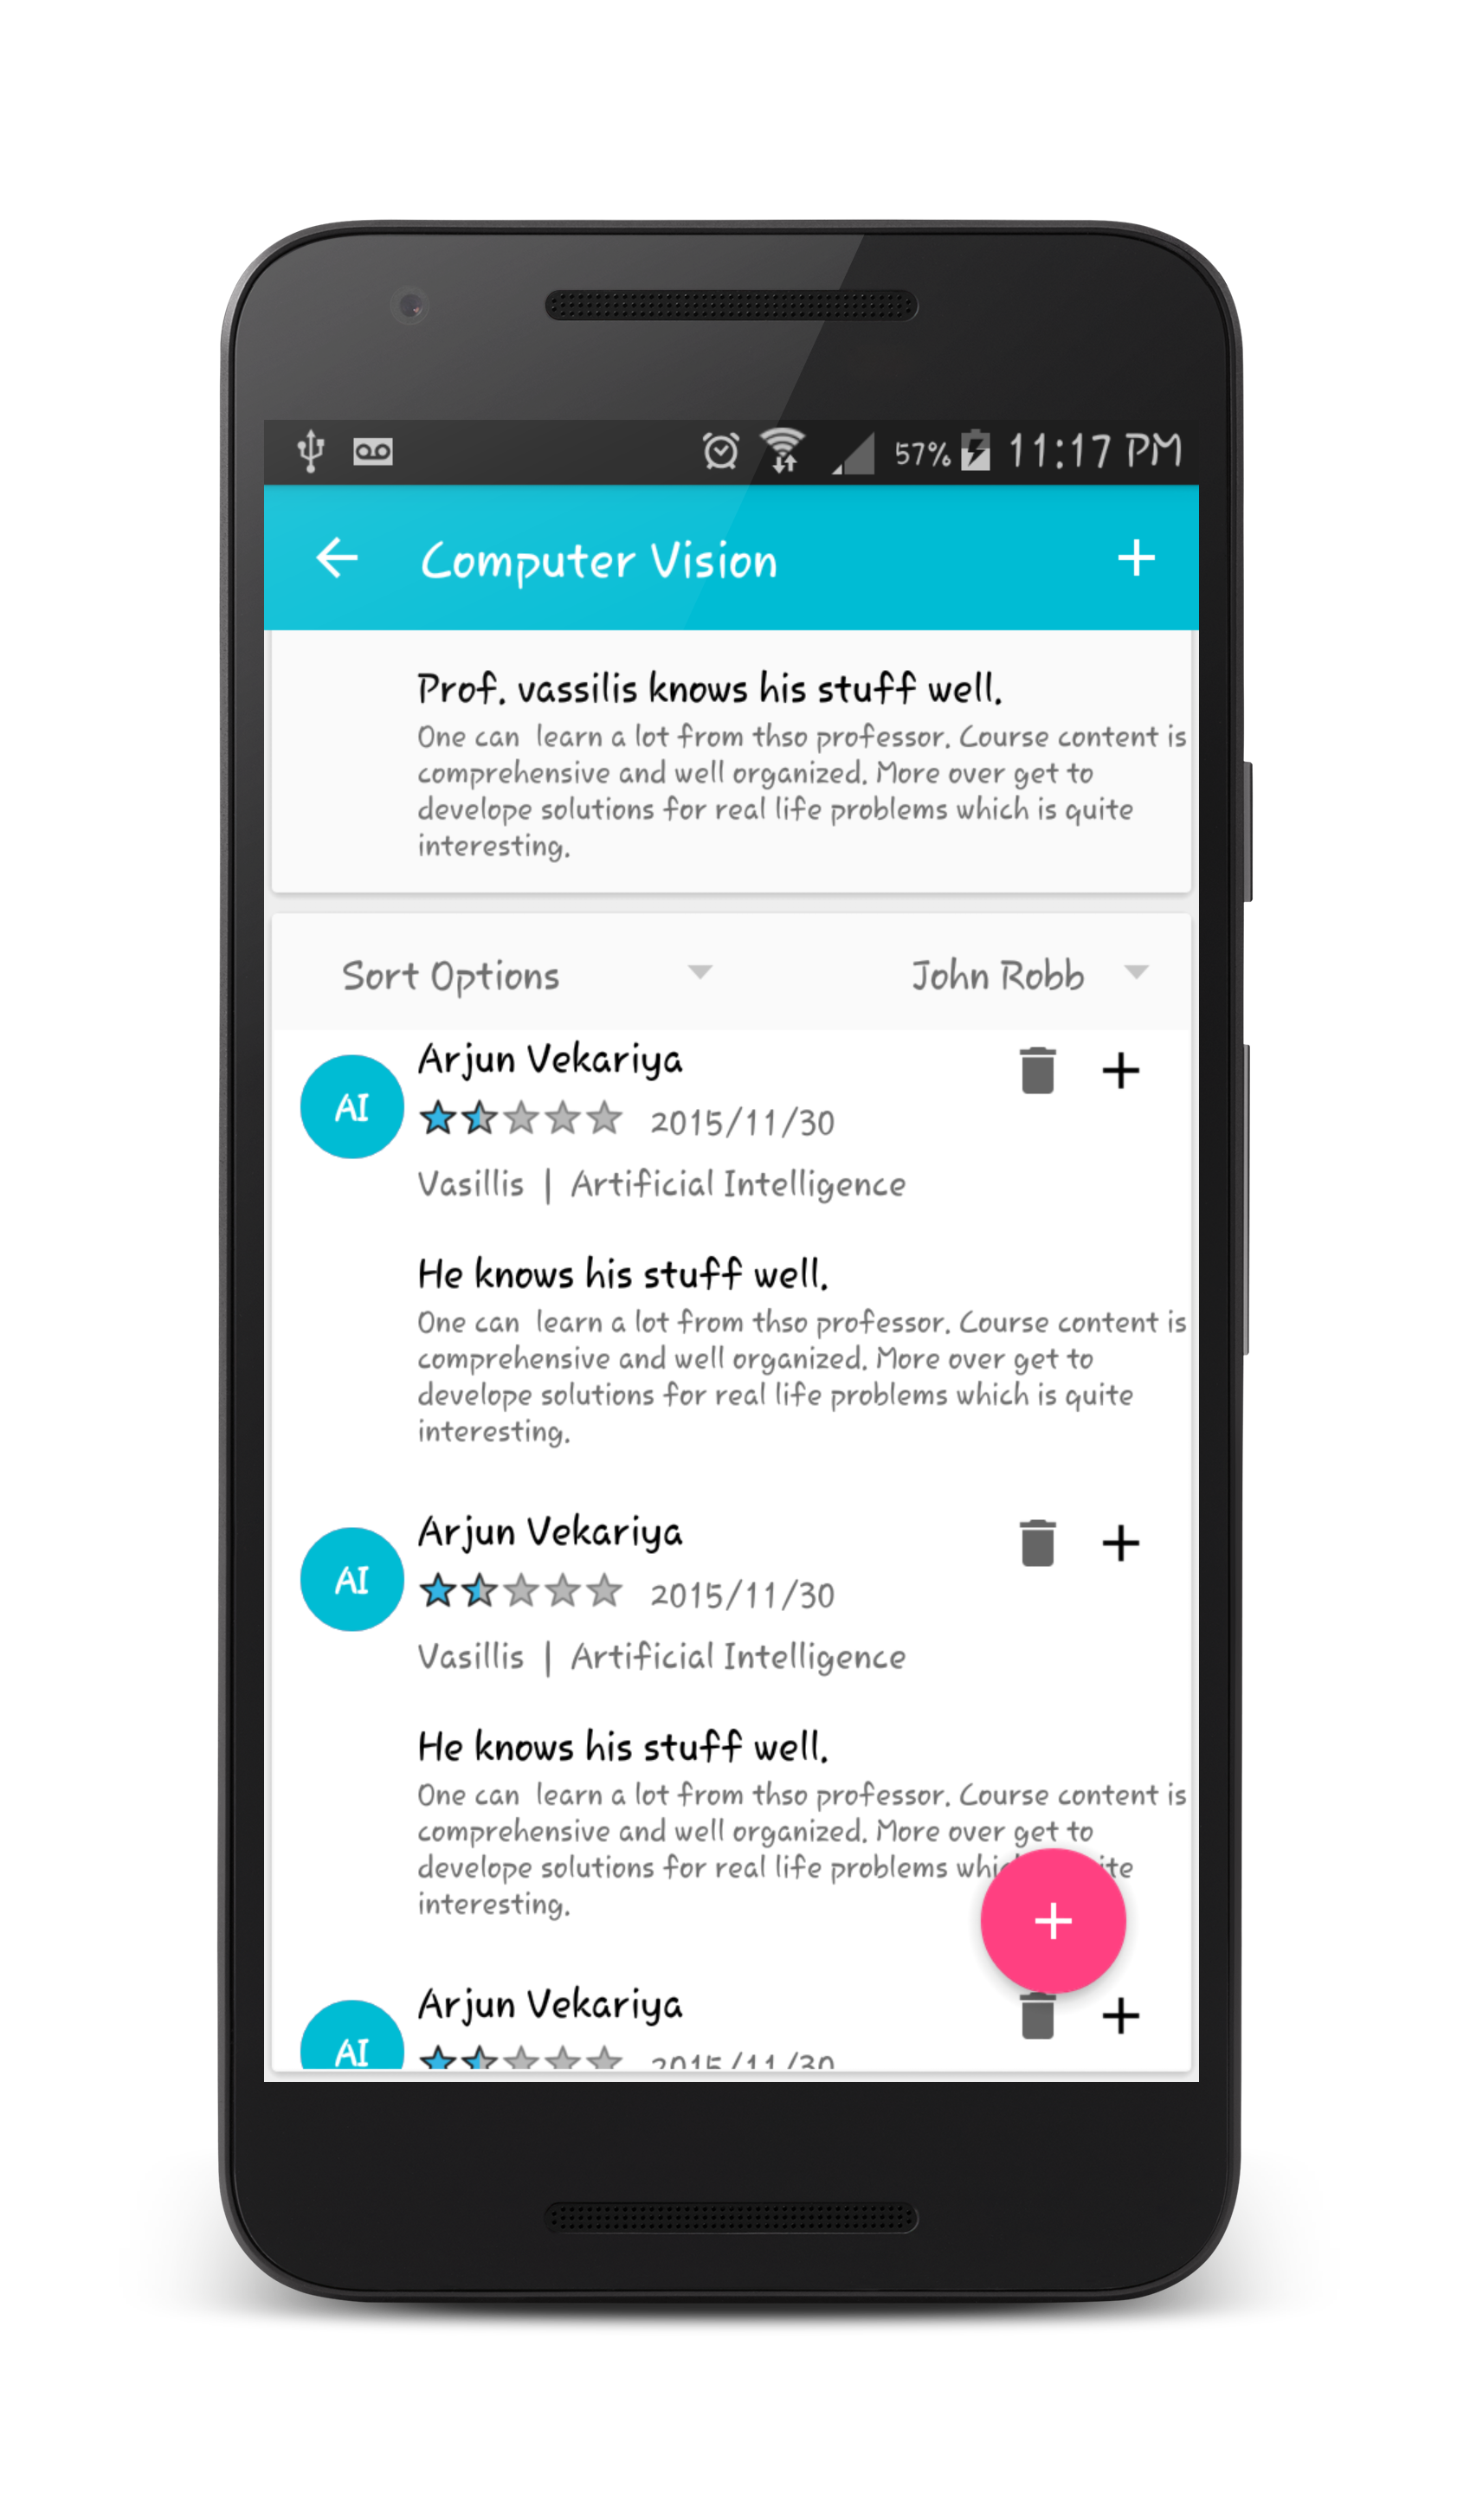 57% 11:17 PM
Computer Vision
Prof. vassilis knows his stuff well.
One can  learn a lot from thso professor. Course content is
comprehensive and well organized. More over get to
develope solutions for real life problems which is quite
interesting.
Sort Options John Robb
Arjun Vekariya
AI
2015/11/30
Vasillis | Artificial Intelligence
He knows his stuff well.
One can  learn a lot from thso professor. Course content is
comprehensive and well organized. More over get to
develope solutions for real life problems which is quite
interesting.
Arjun Vekariya
AI
2015/11/30
Vasillis | Artificial Intelligence
He knows his stuff well.
One can  learn a lot from thso professor. Course content is
comprehensive and well organized. More over get to
develope solutions for real life problems
interesting.
Arjun Vekariya
AI
2015/11/30